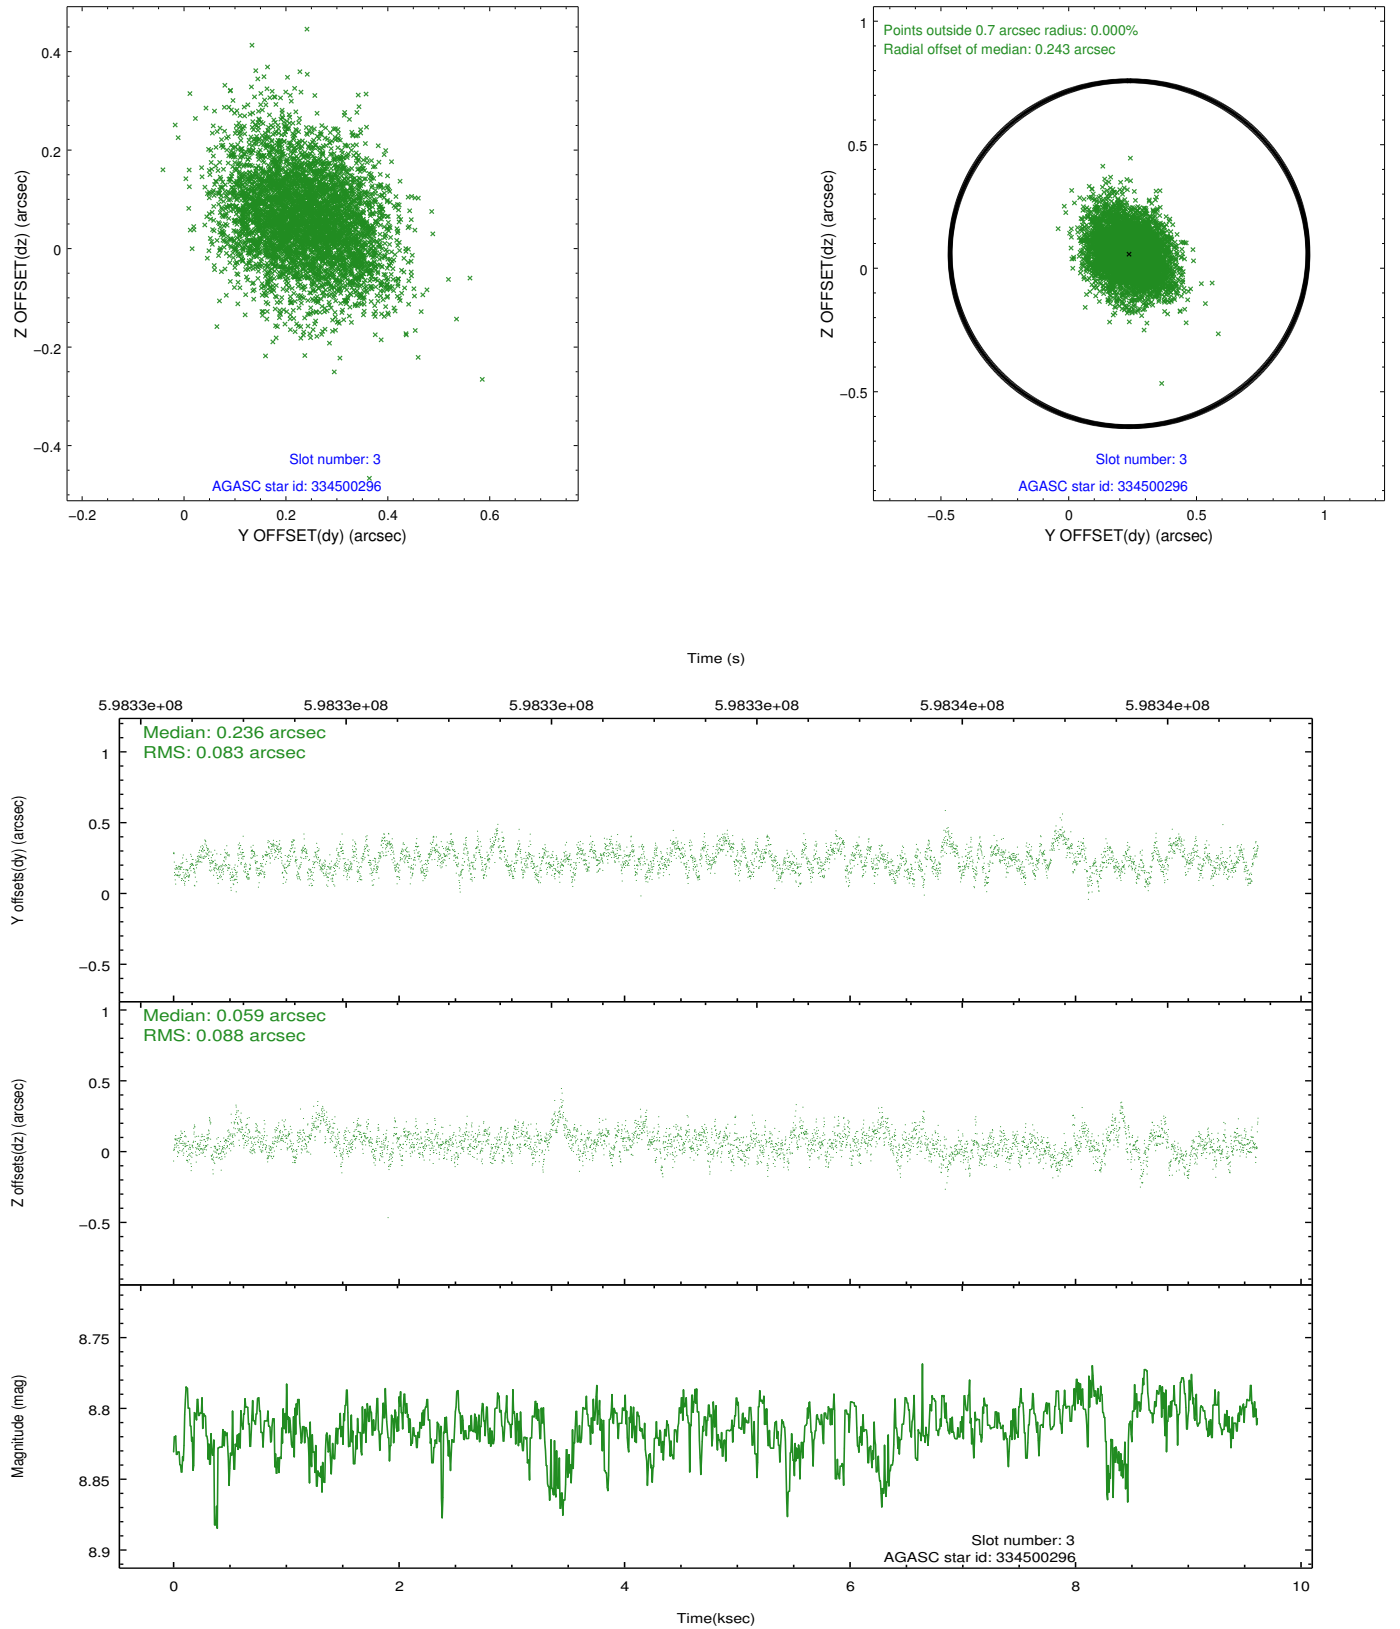 0.4
0.2
0
−0.2
−0.4
Z OFFSET(dz) (arcsec)
Slot number: 3
AGASC star id: 334500296
−0.2 0 0.2 0.4 0.6
Y OFFSET(dy) (arcsec)
Points outside 0.7 arcsec radius: 0.000%
Radial offset of median: 0.243 arcsec
1
0.5
0
−0.5
Z OFFSET(dz) (arcsec)
Slot number: 3
AGASC star id: 334500296
−0.5 0 0.5 1
Y OFFSET(dy) (arcsec)
Time (s)
5.9833e+08 5.9833e+08 5.9833e+08 5.9833e+08 5.9834e+08 5.9834e+08
Median: 0.236 arcsec
RMS: 0.083 arcsec
1
0.5
0
−0.5
Y offsets(dy) (arcsec)
Median: 0.059 arcsec
RMS: 0.088 arcsec
1
0.5
0
−0.5
Z offsets(dz) (arcsec)
8.75
8.8
8.85
8.9
Magnitude (mag)
Slot number: 3
AGASC star id: 334500296
0 2 4 6 8 10
Time(ksec)